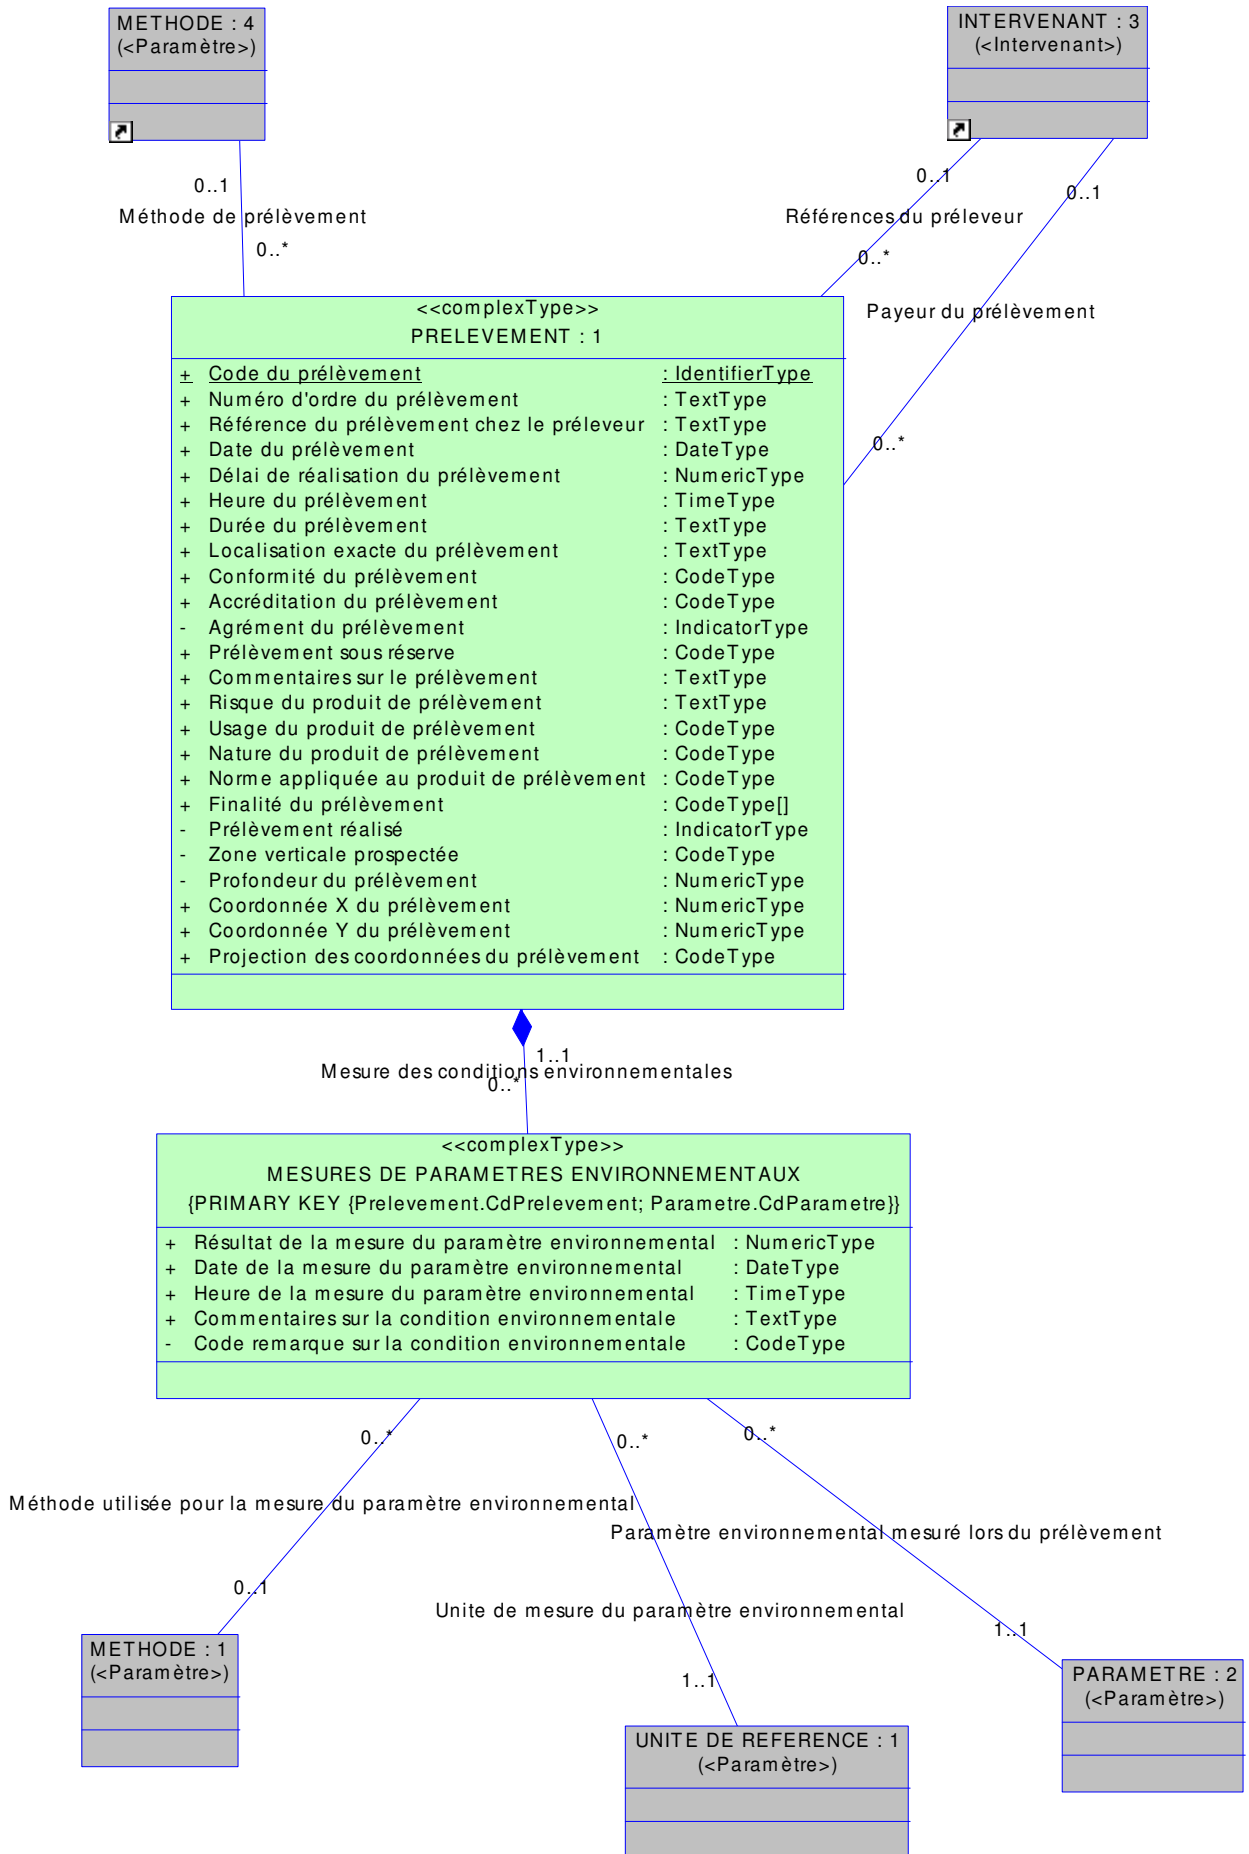 METHODE : 4
(<Paramètre>)
INTERVENANT : 3
(<Intervenant>)
0..1
0..1
0..1
Méthode de prélèvement
Références du préleveur
0..*
0..*
Payeur du prélèvement
0..*
<<complexType>>
PRELEVEMENT : 1
+ Code du prélèvement : IdentifierType
+ Numéro d'ordre du prélèvement : TextType
+ Référence du prélèvement chez le préleveur : TextType
+ Date du prélèvement : DateType
+ Délai de réalisation du prélèvement : NumericType
+ Heure du prélèvement : TimeType
+ Durée du prélèvement : TextType
+ Localisation exacte du prélèvement : TextType
+ Conformité du prélèvement : CodeType
+ Accréditation du prélèvement : CodeType
- Agrément du prélèvement : IndicatorType
+ Prélèvement sous réserve : CodeType
+ Commentaires sur le prélèvement : TextType
+ Risque du produit de prélèvement : TextType
+ Usage du produit de prélèvement : CodeType
+ Nature du produit de prélèvement : CodeType
+ Norme appliquée au produit de prélèvement : CodeType
+ Finalité du prélèvement : CodeType[]
- Prélèvement réalisé : IndicatorType
- Zone verticale prospectée : CodeType
- Profondeur du prélèvement : NumericType
+ Coordonnée X du prélèvement : NumericType
+ Coordonnée Y du prélèvement : NumericType
+ Projection des coordonnées du prélèvement : CodeType
1..1
Mesure des conditions environnementales
0..*
<<complexType>>
MESURES DE PARAMETRES ENVIRONNEMENTAUX
{PRIMARY KEY {Prelevement.CdPrelevement; Parametre.CdParametre}}
+ Résultat de la mesure du paramètre environnemental : NumericType
+ Date de la mesure du paramètre environnemental : DateType
+ Heure de la mesure du paramètre environnemental : TimeType
+ Commentaires sur la condition environnementale : TextType
- Code remarque sur la condition environnementale : CodeType
0..*
0..*
0..*
Méthode utilisée pour la mesure du paramètre environnemental
Paramètre environnemental mesuré lors du prélèvement
0..1
Unite de mesure du paramètre environnemental
1..1
1..1
METHODE : 1
(<Paramètre>)
PARAMETRE : 2
(<Paramètre>)
UNITE DE REFERENCE : 1
(<Paramètre>)